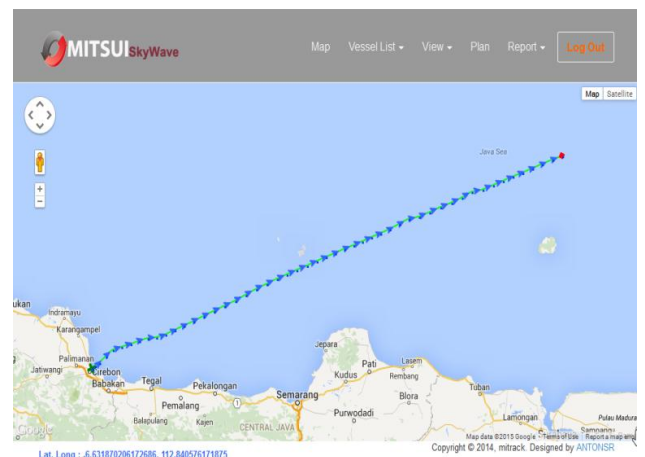 MITSUI SkyWave
Map Vessel List View Plan Report Log Out
Map Satellite
Java Sea
Indramayu
Karangampel
Jepara
Palimanan
Jatiwangi
Cirebon
Pati
Lasem
Kudus
Rembang
Babakan
Tegal
Pekalongan
Tuban
Semarang
Blora
Pemalang
1
Purwodadi
Lamongan
Pulau Madura
Balapulang
Kajen
CENTRAL JAVA
Google
Map data ©2015 Google Terms of Use Report a map error
Lat, Long : -6.631870206172686, 112.840576171875
Copyright © 2014, mitrack. Designed by ANTONSR